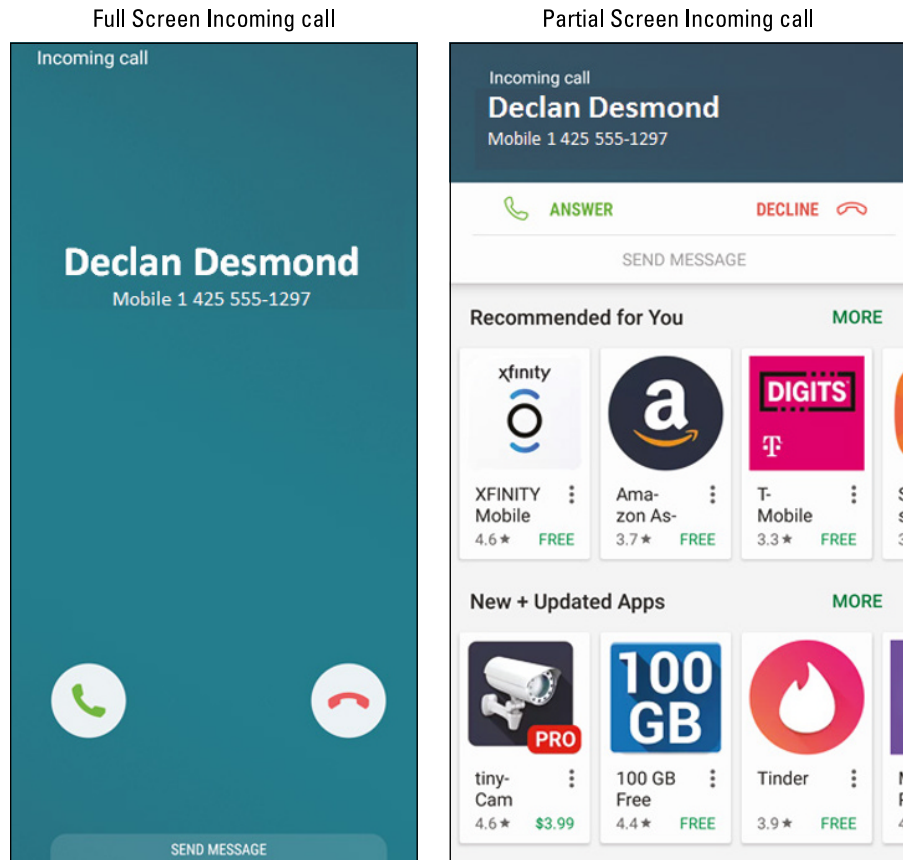 Full Screen Incoming call
Partial Screen Incoming call
Incoming call
Declan Desmond
Mobile 1 425 555-1297
SEND MESSAGE
Incoming call
Declan Desmond
Mobile 1 425 555-1297
ANSWER
DECLINE
SEND MESSAGE
Recommended for You
MORE
xfinity
a
DIGITS
T
XFINITY
Mobile
4.6★ FREE
Ama-
zon As-
3.7★ FREE
T-
Mobile
3.3★ FREE
S
s
3
New + Updated Apps
MORE
PRO
100
GB
tiny-
Cam
4.6★ $3.99
100 GB
Free
4.4★ FREE
Tinder
3.9★ FREE
4